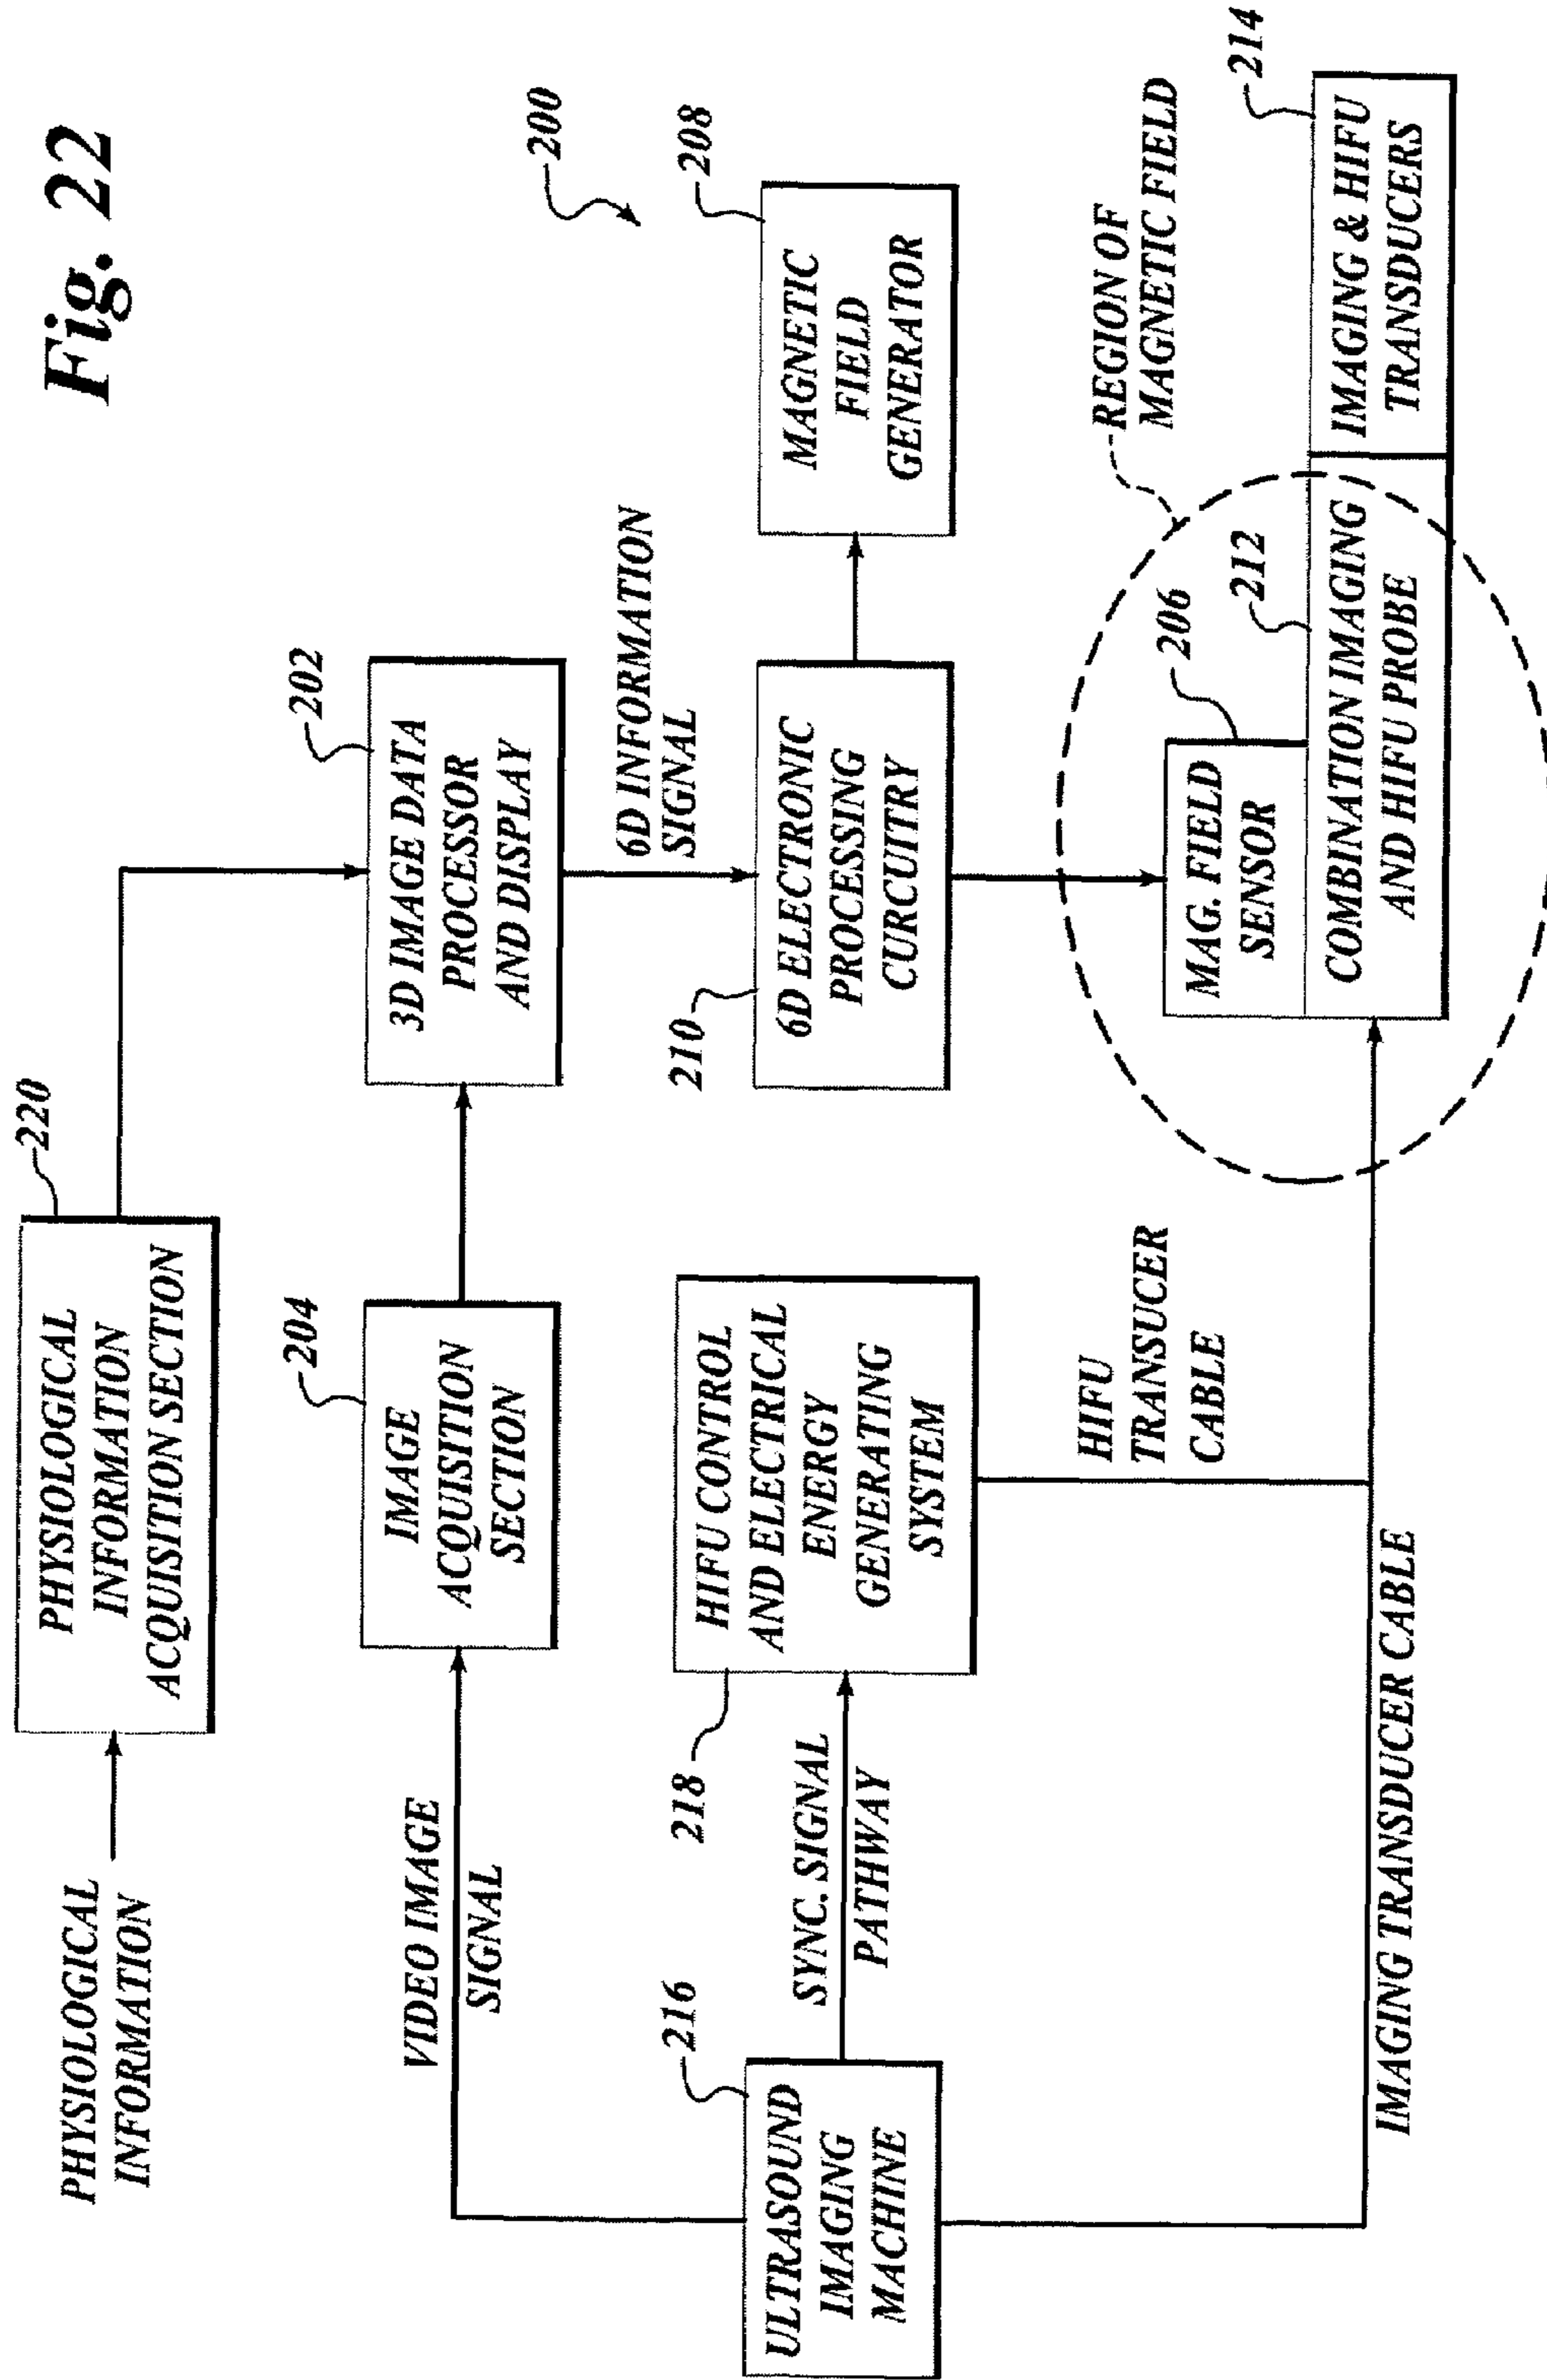 Fig. 22
PHYSIOLOGICAL
INFORMATION
220
PHYSIOLOGICAL
INFORMATION
ACQUISITION SECTION
VIDEO IMAGE
SIGNAL
204
IMAGE
ACQUISITION
SECTION
202
3D IMAGE DATA
PROCESSOR
AND DISPLAY
200
6D INFORMATION
SIGNAL
216
ULTRASOUND
IMAGING
MACHINE
SYNC. SIGNAL
PATHWAY
218
HIFU CONTROL
AND ELECTRICAL
ENERGY
GENERATING
SYSTEM
210
6D ELECTRONIC
PROCESSING
CURCUITRY
208
MAGNETIC
FIELD
GENERATOR
HIFU
TRANSUCER
CABLE
REGION OF
MAGNETIC FIELD
206
MAG. FIELD
SENSOR
212
COMBINATION IMAGING
AND HIFU PROBE
214
IMAGING & HIFU
TRANSDUCERS
IMAGING TRANSDUCER CABLE